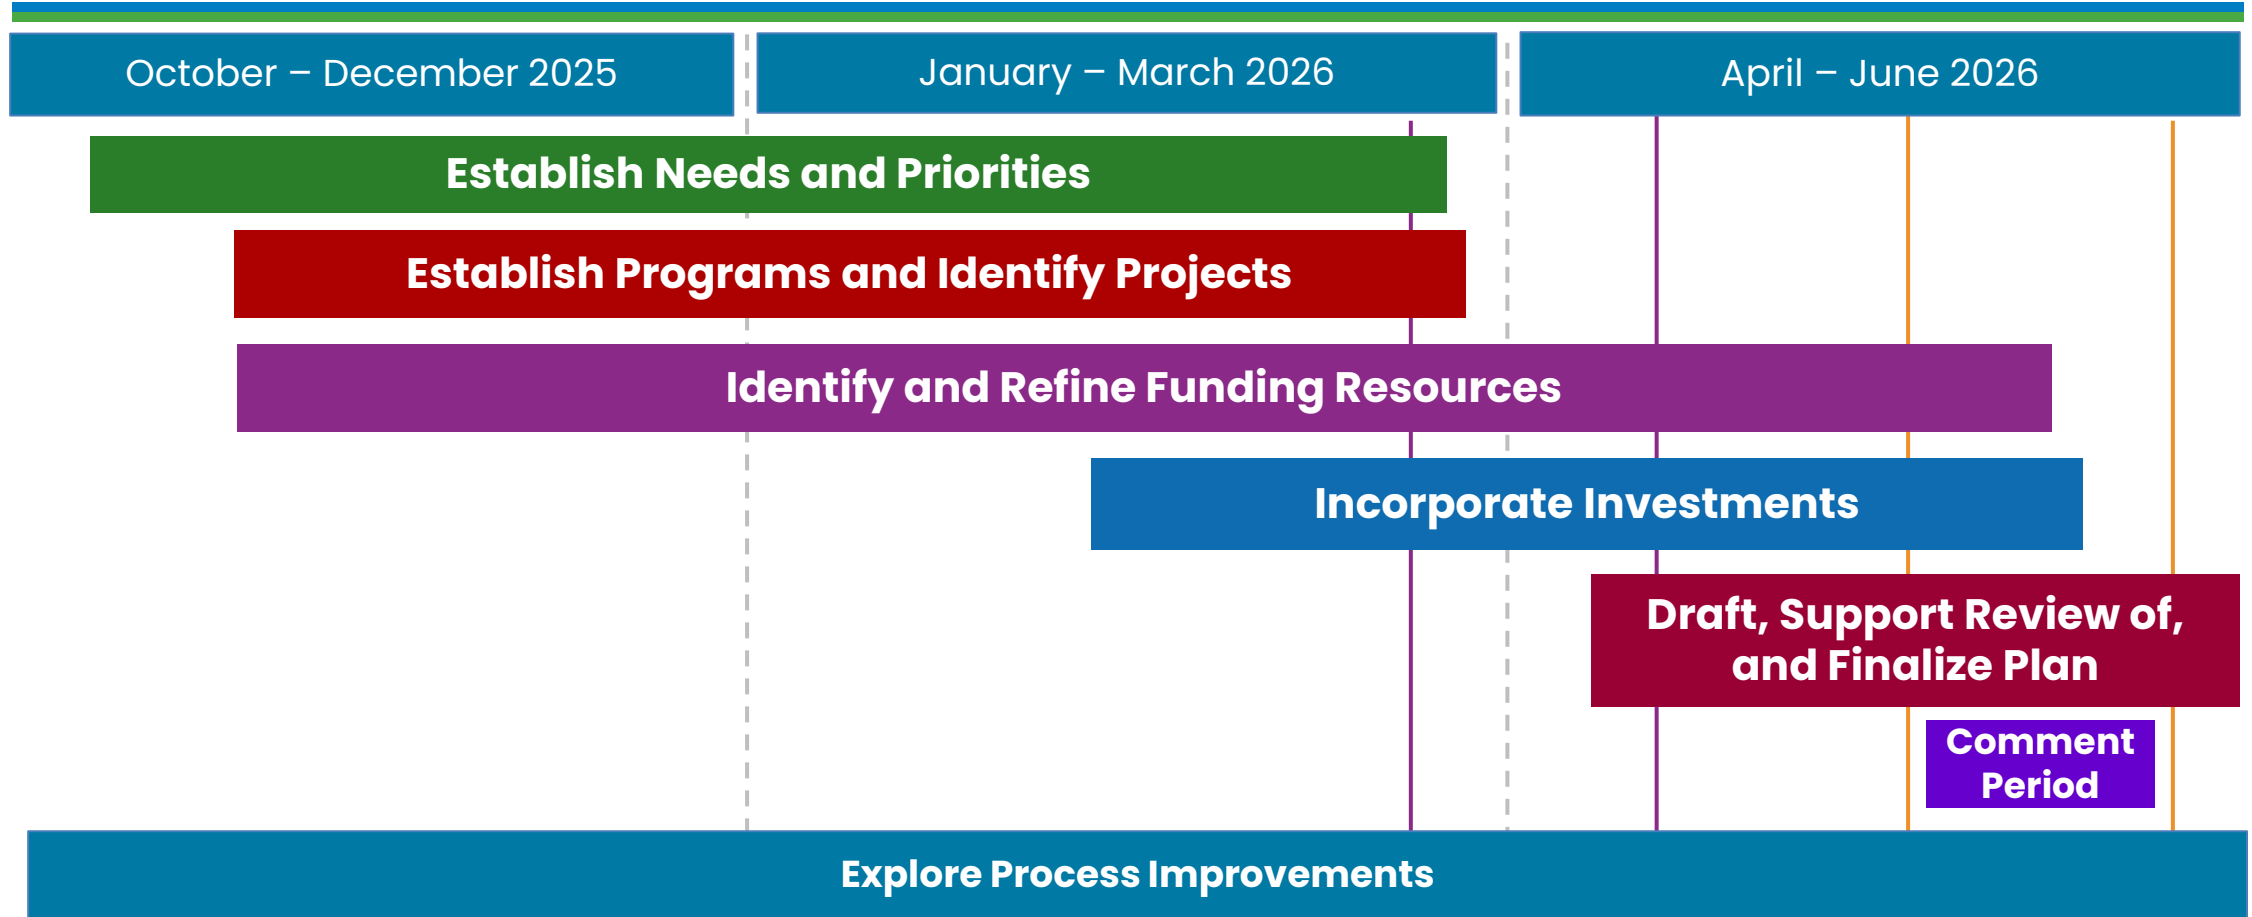 October – December 2025
January – March 2026
April – June 2026
Establish Needs and Priorities
Establish Programs and Identify Projects
Identify and Refine Funding Resources
Incorporate Investments
Draft, Support Review of,
and Finalize Plan
Comment
Period
Explore Process Improvements